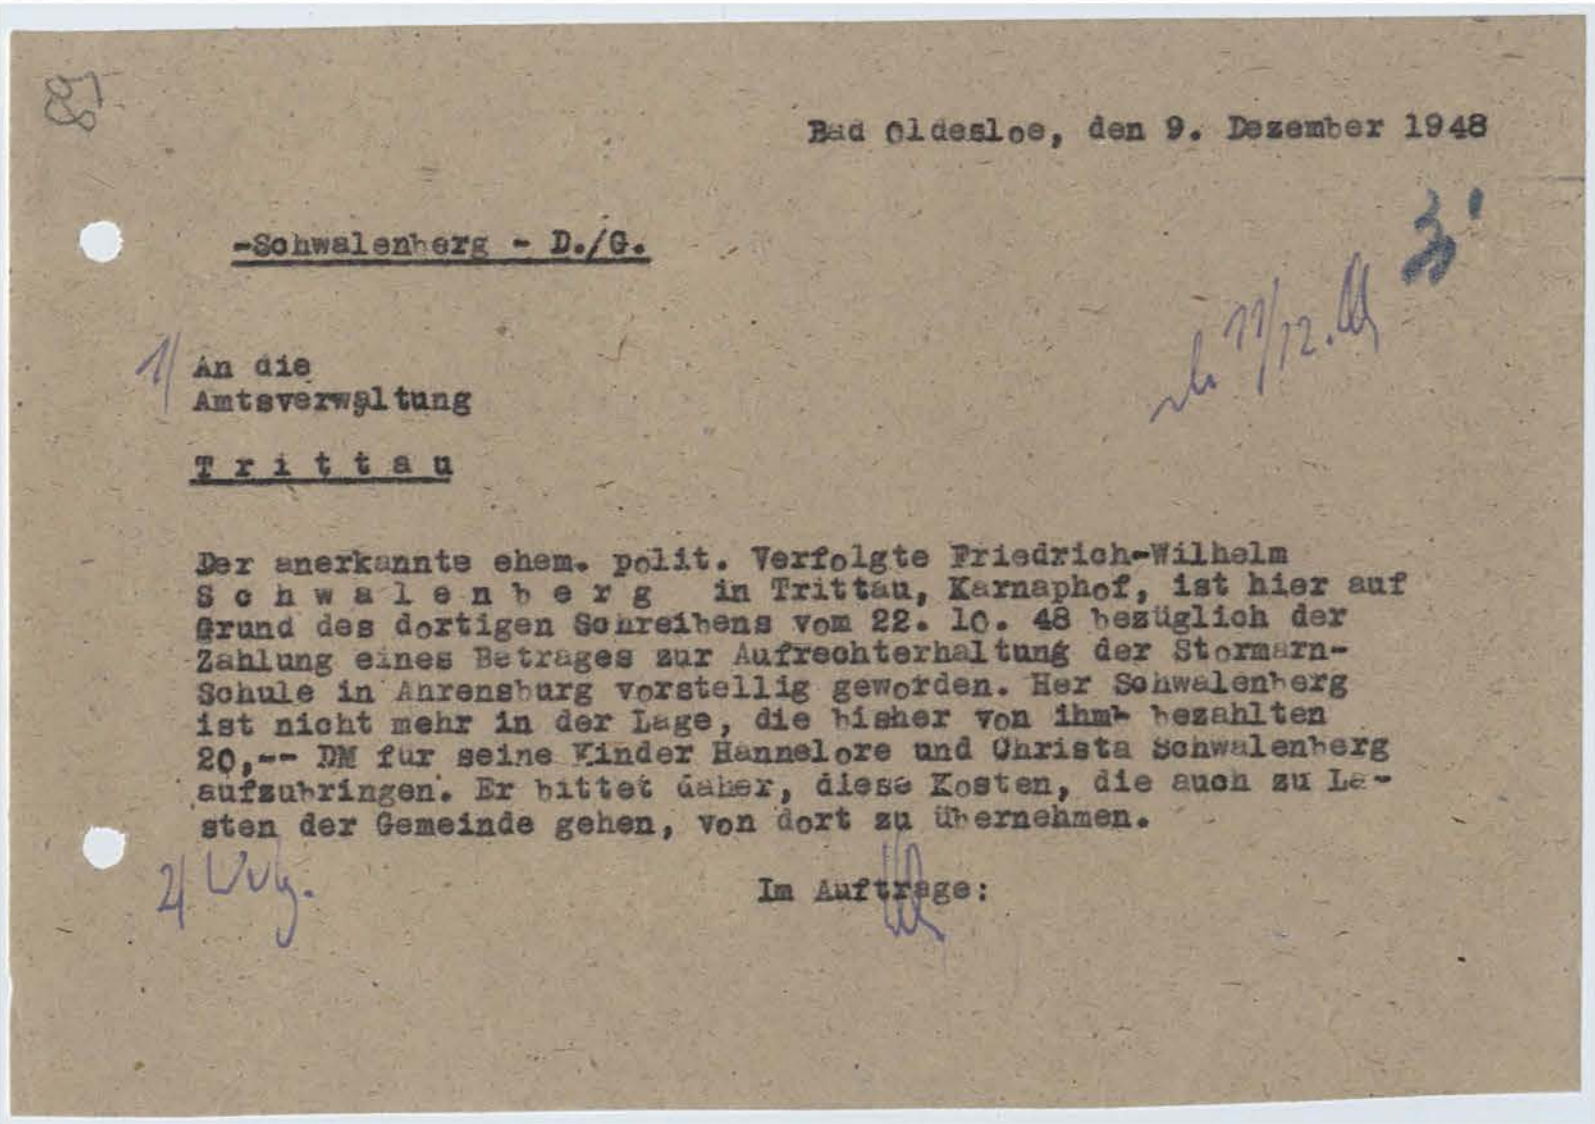 Bad Oldesloe, den 9. Dezember 1948
-Schwalenberg - D./G.
1/ An die
Amtsverwaltung
T r i t t a u
11/12.
Der anerkannte ehem. polit. Verfolgte Friedrich-Wilhelm
S c h w a l e n b e r g in Trittau, Karnaphof, ist hier auf
Grund des dortigen Schreibens vom 22. 10. 48 bezüglich der
Zahlung eines Betrages zur Aufrechterhaltung der Stormarn-
Schule in Ahrensburg vorstellig geworden. Her Schwalenberg
ist nicht mehr in der Lage, die bisher von ihm bezahlten
20,-- DM für seine Kinder Hannelore und Christa Schwalenberg
aufzubringen. Er bittet daher, diese Kosten, die auch zu La-
sten der Gemeinde gehen, von dort zu übernehmen.
2/
Im Auftrage: